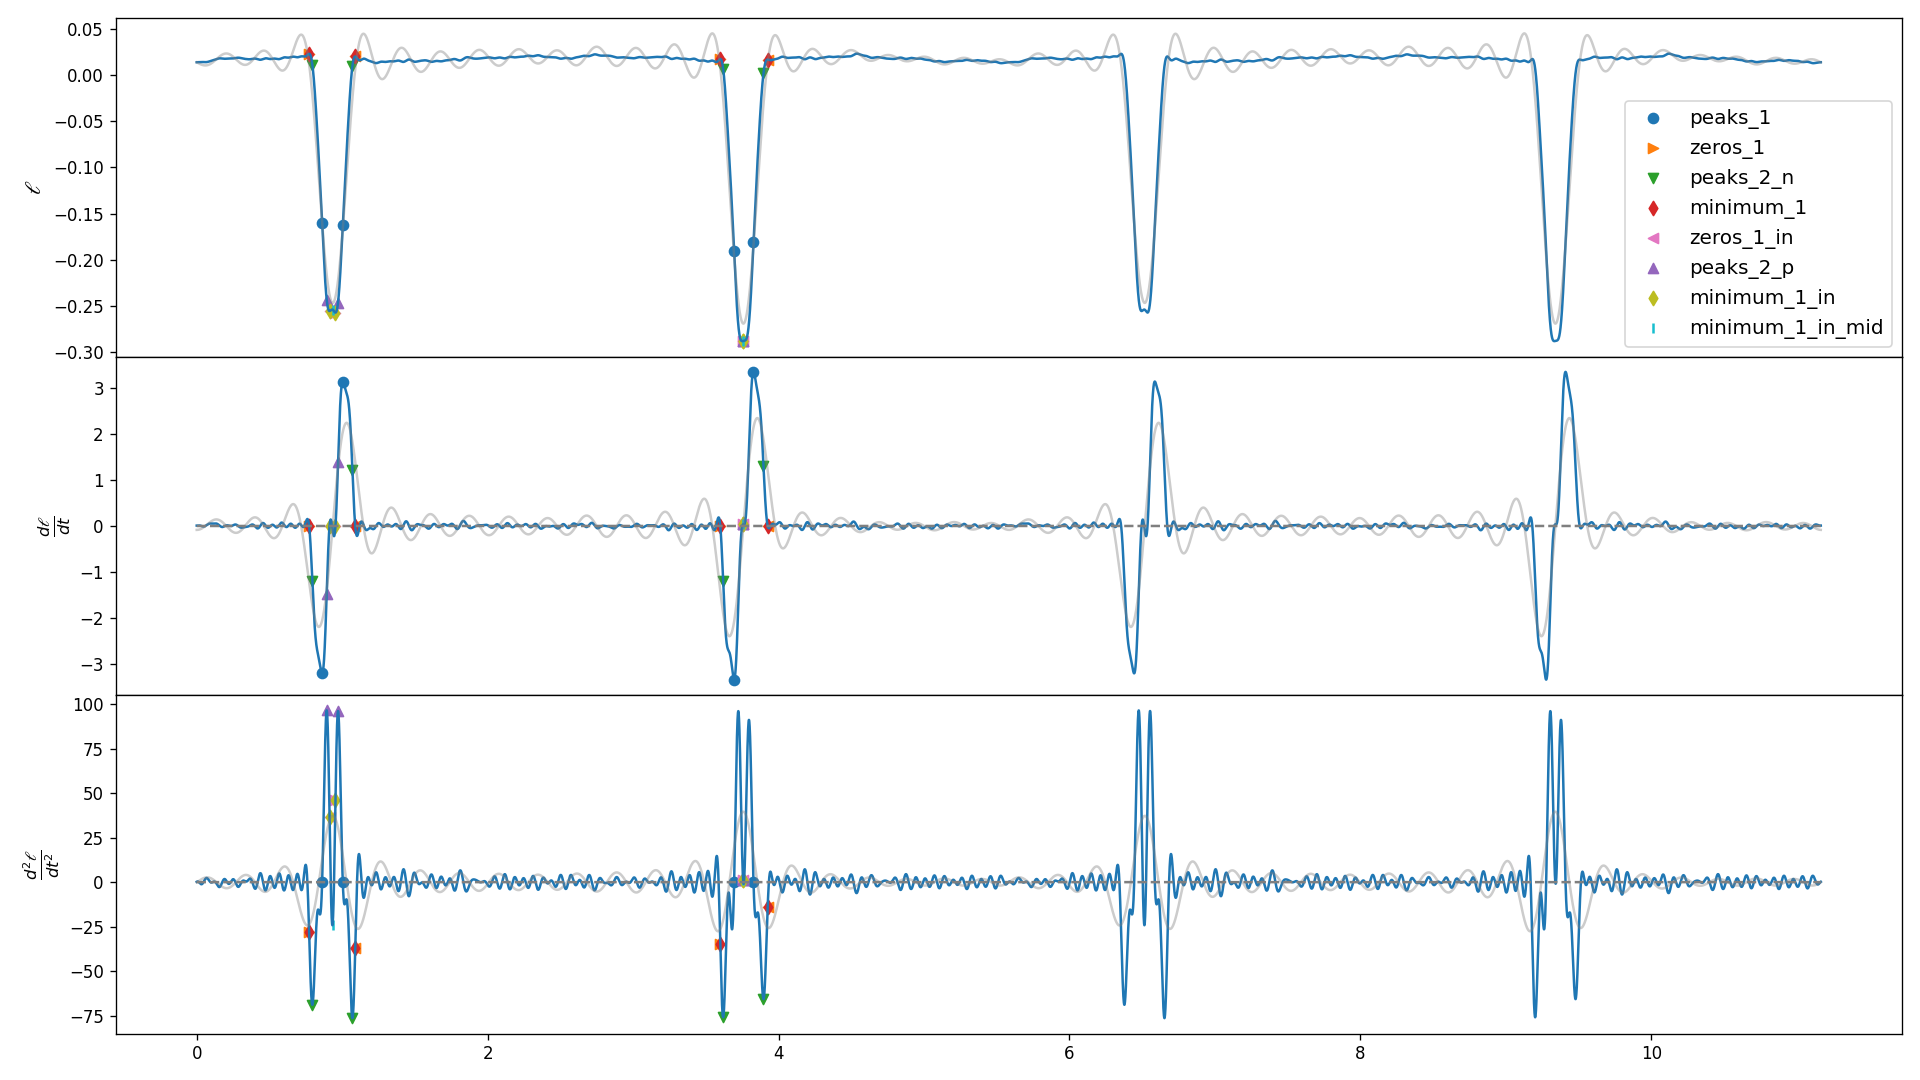 0.05
0.00
−0.05
−0.10
−0.15
−0.20
−0.25
−0.30
ℓ
peaks_1
zeros_1
peaks_2_n
minimum_1
zeros_1_in
peaks_2_p
minimum_1_in
minimum_1_in_mid
3
2
1
0
−1
−2
−3
dℓ
dt
100
75
50
25
0
−25
−50
−75
d²ℓ
dt²
0 2 4 6 8 10